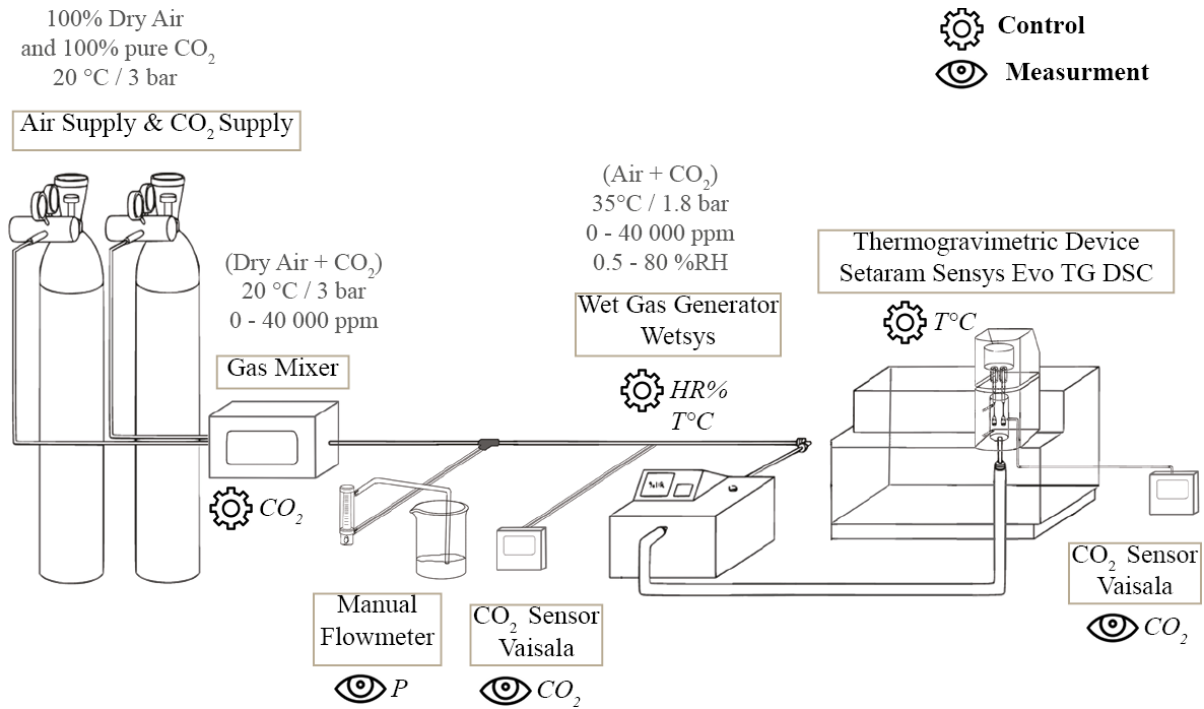 100% Dry Air
and 100% pure CO₂
20 °C / 3 bar
Air Supply & CO₂ Supply
Control
Measurment
(Dry Air + CO₂)
20 °C / 3 bar
0 - 40 000 ppm
Gas Mixer
CO₂
(Air + CO₂)
35°C / 1.8 bar
0 - 40 000 ppm
0.5 - 80 %RH
Wet Gas Generator
Wetsys
HR%
T°C
Thermogravimetric Device
Setaram Sensys Evo TG DSC
T°C
Manual
Flowmeter
P
CO₂ Sensor
Vaisala
CO₂
CO₂ Sensor
Vaisala
CO₂